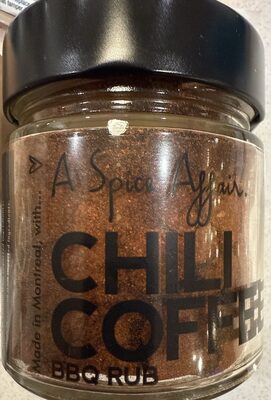 A Spice Affair.
CHILI
COFFEE
BBQ RUB
Made in Montreal, with...